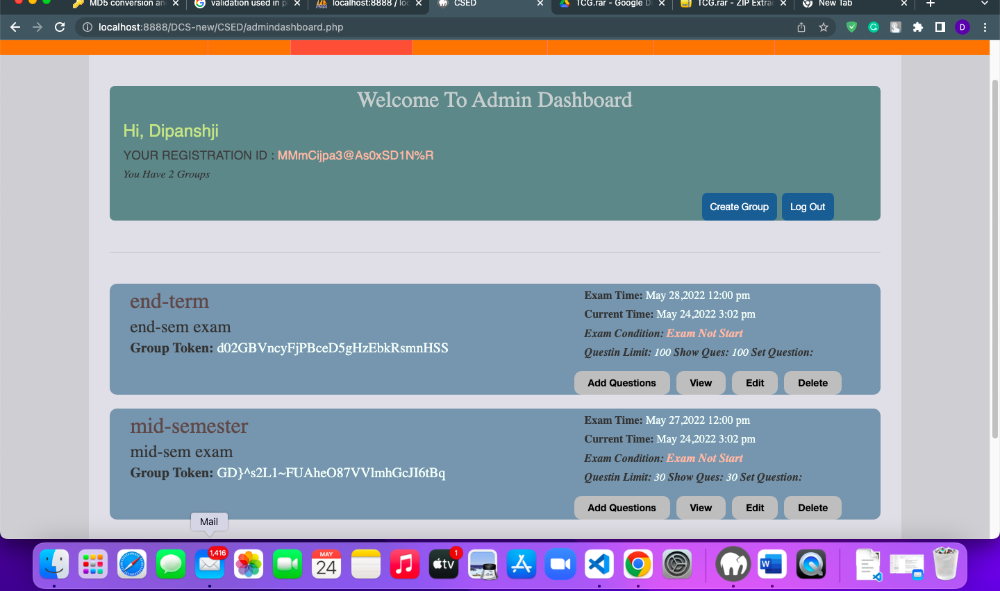 MD5 conversion an
validation used in p
localhost:8888 / loc
CSED
TCG.rar - Google D
TCG.rar - ZIP Extrac
New Tab
localhost:8888/DCS-new/CSED/admindashboard.php
D
Welcome To Admin Dashboard
Hi, Dipanshji
YOUR REGISTRATION ID : MMmCijpa3@As0xSD1N%R
You Have 2 Groups
Create Group
Log Out
end-term
end-sem exam
Group Token: d02GBVncyFjPBceD5gHzEbkRsmnHSS
Exam Time: May 28,2022 12:00 pm
Current Time: May 24,2022 3:02 pm
Exam Condition: Exam Not Start
Questin Limit: 100 Show Ques: 100 Set Question:
Add Questions
View
Edit
Delete
mid-semester
mid-sem exam
Group Token: GD}^s2L1~FUAheO87VVlmhGcJI6tBq
Exam Time: May 27,2022 12:00 pm
Current Time: May 24,2022 3:02 pm
Exam Condition: Exam Not Start
Questin Limit: 30 Show Ques: 30 Set Question:
Add Questions
View
Edit
Delete
Mail
1,416
MAY
24
tv
1
W